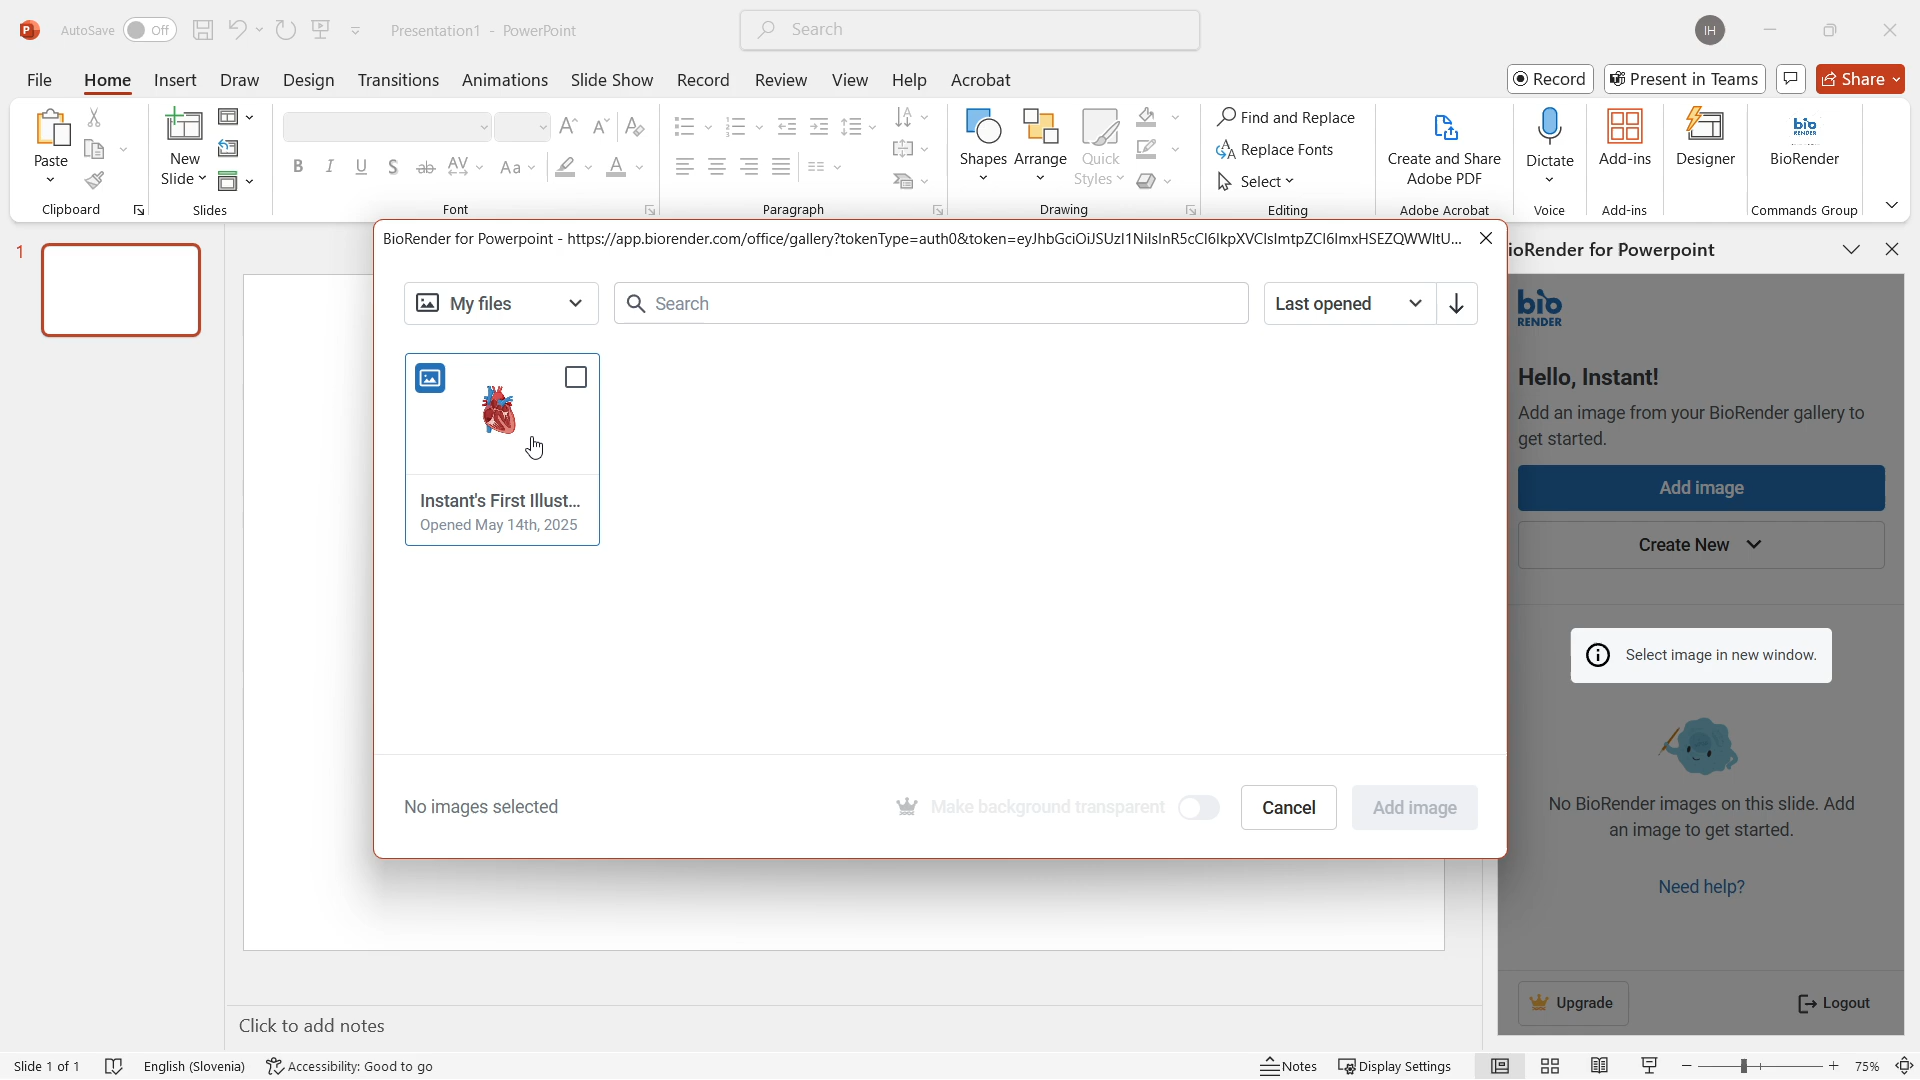 AutoSave Off Presentation1 - PowerPoint Search IH
File Home Insert Draw Design Transitions Animations Slide Show Record Review View Help Acrobat Record Present in Teams Share
Paste
Clipboard
New
Slide
Slides
B I U S ab AV Aa A
Font
Paragraph
Shapes Arrange Quick
Styles
Drawing
Find and Replace
Replace Fonts
Select
Editing
Create and Share
Adobe PDF
Adobe Acrobat
Dictate
Voice
Add-ins
Add-ins
Designer
bio
BioRender
Commands Group
1
BioRender for Powerpoint - https://app.biorender.com/office/gallery?tokenType=auth0&token=eyJhbGciOiJSUzI1NiIsInR5cCI6IkpXVCIsImtpZCI6ImxHSEZQWWltU...
My files Search Last opened
Instant's First Illust...
Opened May 14th, 2025
No images selected Make background transparent Cancel Add image
ioRender for Powerpoint
bio
RENDER
Hello, Instant!
Add an image from your BioRender gallery to
get started.
Add image
Create New
Select image in new window.
No BioRender images on this slide. Add
an image to get started.
Need help?
Upgrade Logout
Click to add notes
Slide 1 of 1 English (Slovenia) Accessibility: Good to go Notes Display Settings 75%